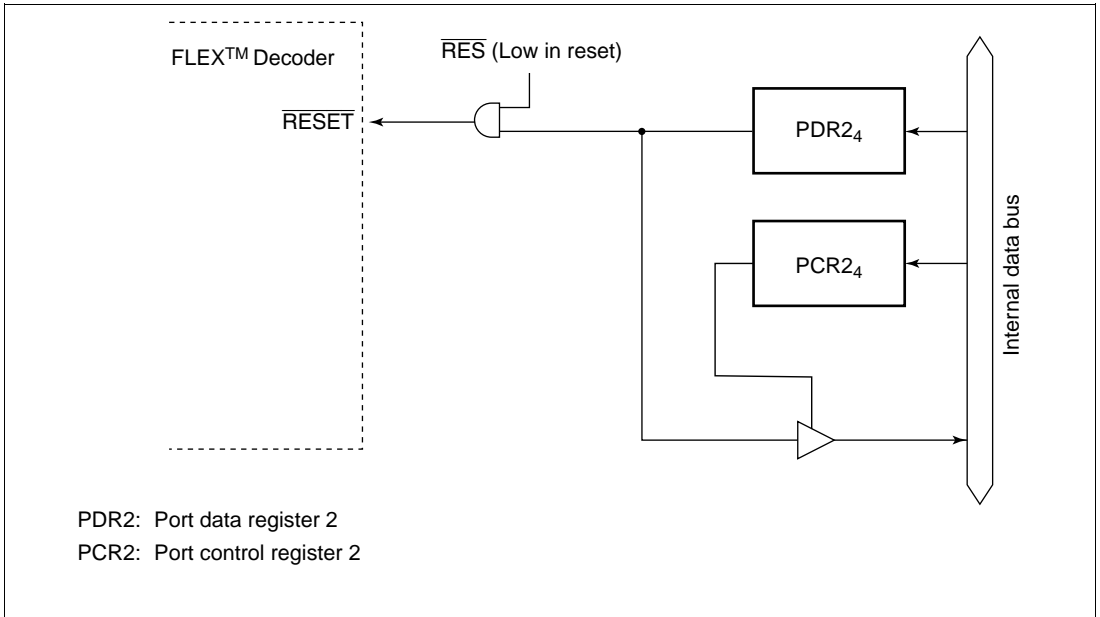 FLEX™ Decoder
RES (Low in reset)
RESET
PDR2₄
PCR2₄
Internal data bus
PDR2: Port data register 2
PCR2: Port control register 2